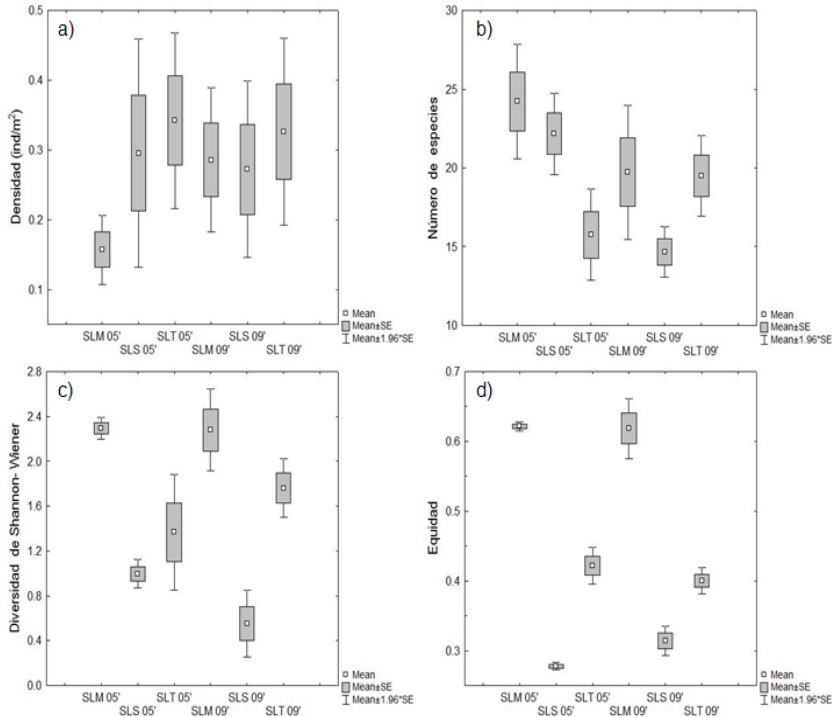 a)
0.5
0.4
0.3
0.2
0.1
Densidad (ind/m²)
SLM 05' SLT 05' SLS 09'
SLS 05' SLM 09' SLT 09'
Mean
Mean±SE
Mean±1.96*SE
b)
30
25
20
15
10
Número de especies
SLM 05' SLT 05' SLS 09'
SLS 05' SLM 09' SLT 09'
Mean
Mean±SE
Mean±1.96*SE
c)
2.8
2.4
2.0
1.6
1.2
0.8
0.4
0.0
Diversidad de Shannon- Wiener
SLM 05' SLT 05' SLS 09'
SLS 05' SLM 09' SLT 09'
Mean
Mean±SE
Mean±1.96*SE
d)
0.7
0.6
0.5
0.4
0.3
Equidad
SLM 05' SLT 05' SLS 09'
SLS 05' SLM 09' SLT 09'
Mean
Mean±SE
Mean±1.96*SE